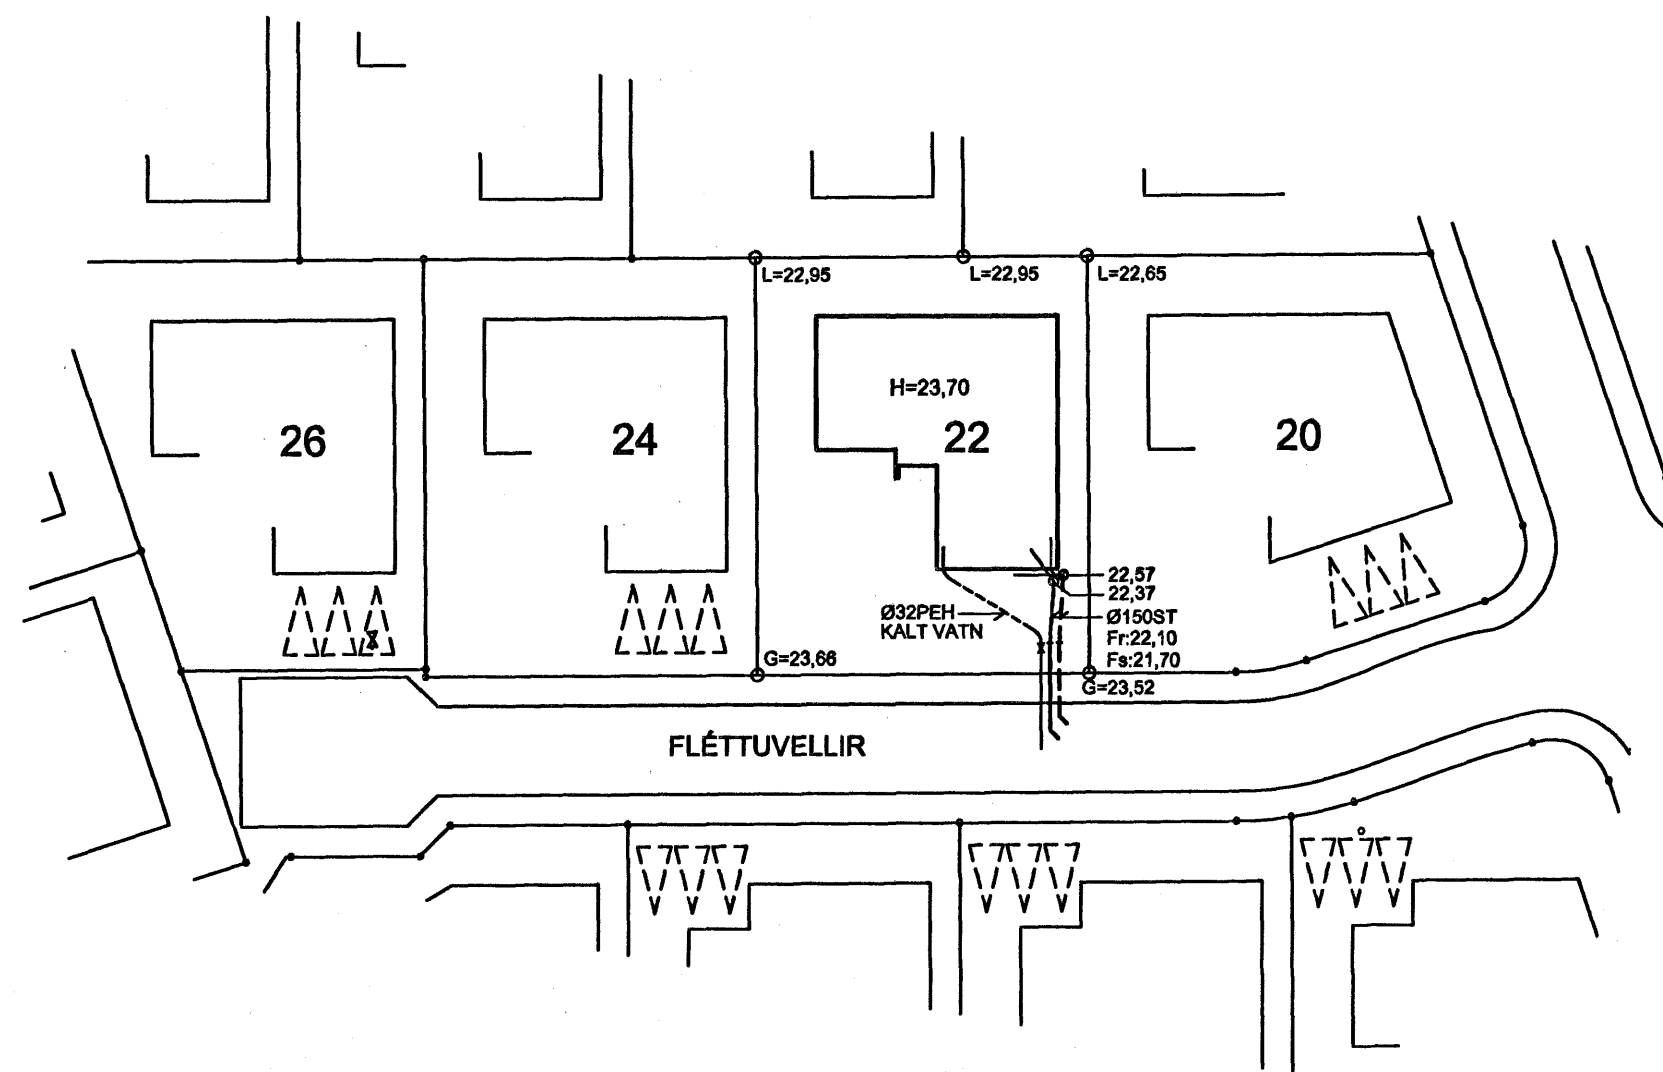 L=22,95
L=22,95
L=22,65
H=23,70
26
24
22
20
22,57
22,37
Ø32PEH
KALT VATN
Ø150ST
Fr:22,10
Fs:21,70
G=23,66
G=23,52
FLÉTTUVELLIR